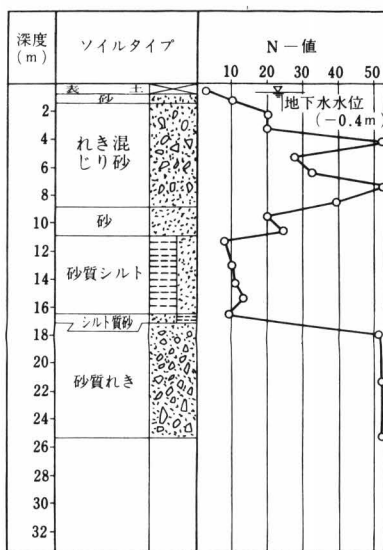 深度
(m)
ソイルタイプ
N－値
10 20 30 40 50
表土
砂
地下水水位
(－0.4m)
2
4
れき混
じり砂
6
8
10
砂
12
14
砂質シルト
16
シルト質砂
18
20
砂質れき
22
24
26
28
30
32